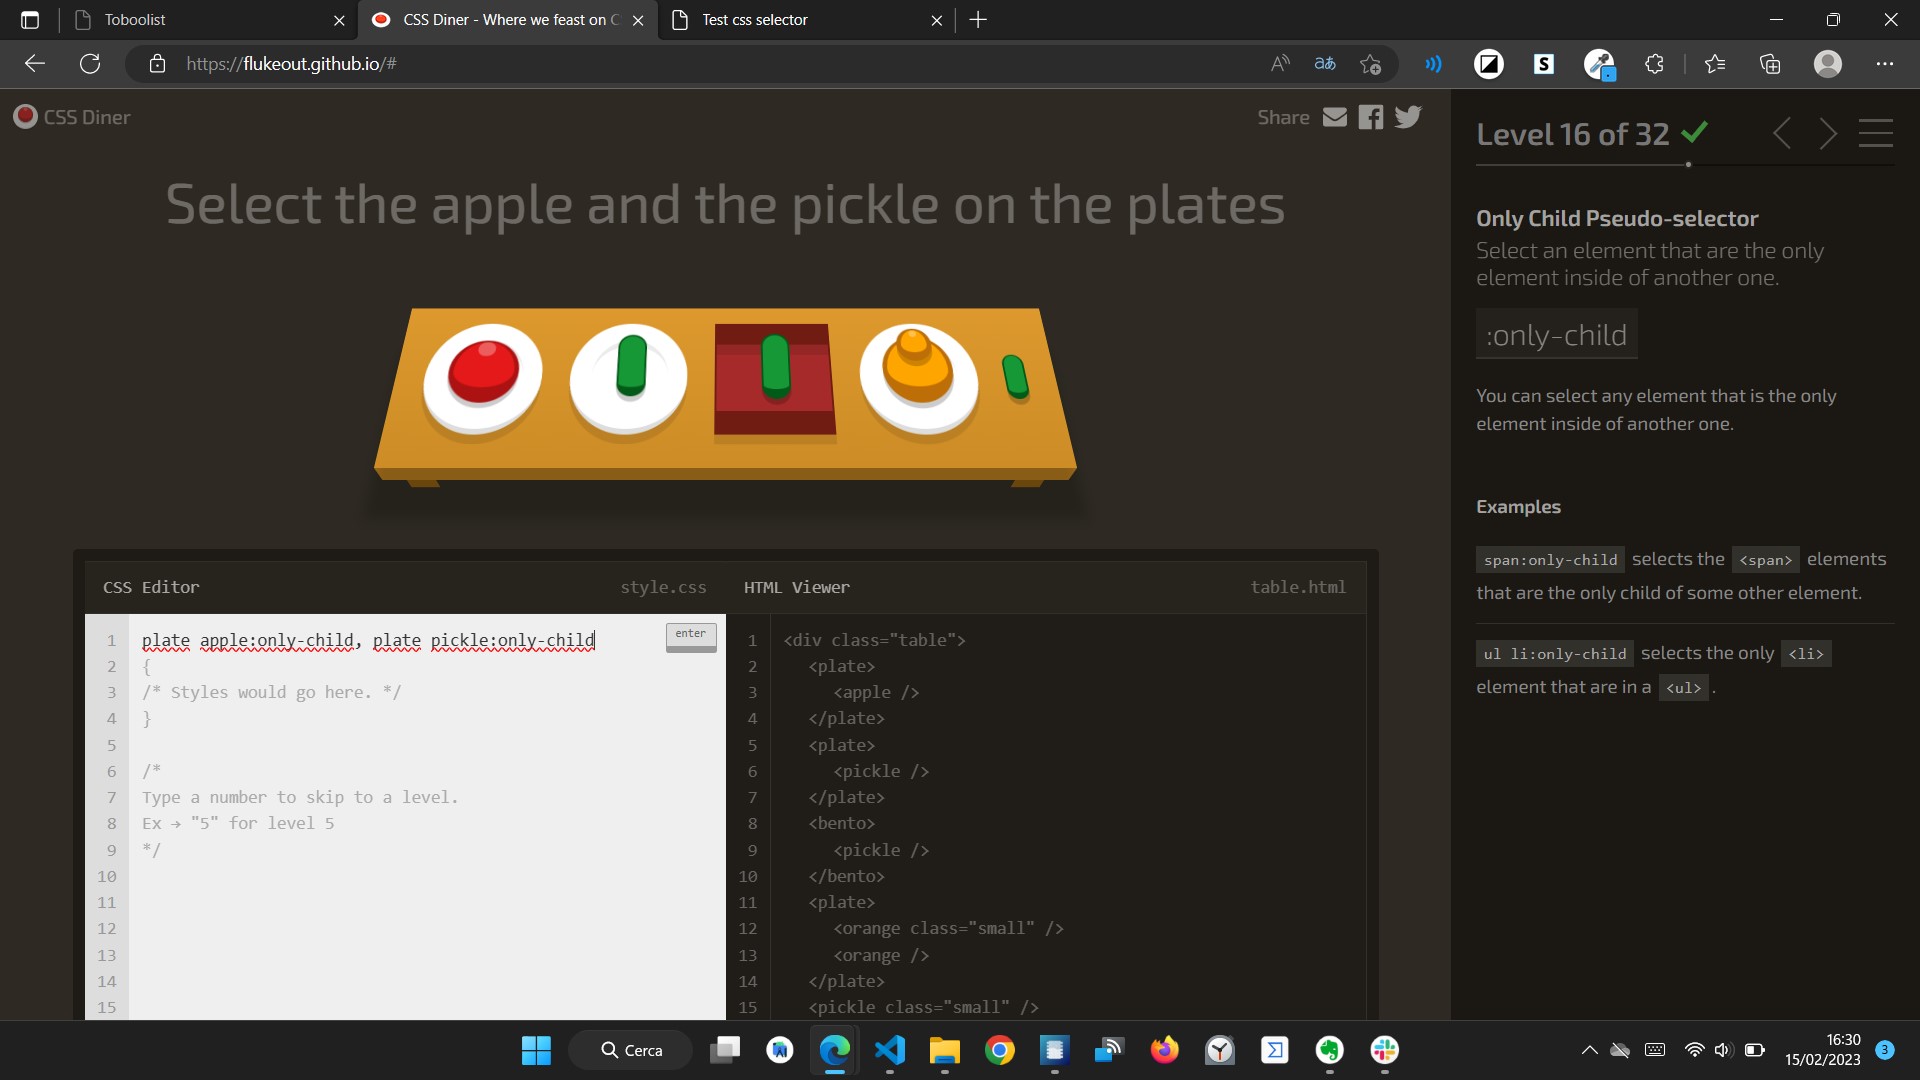 Toboolist
CSS Diner - Where we feast on C
Test css selector
https://flukeout.github.io/#
CSS Diner
Share
Select the apple and the pickle on the plates
Level 16 of 32
Only Child Pseudo-selector
Select an element that are the only
element inside of another one.
:only-child
You can select any element that is the only
element inside of another one.
Examples
span:only-child selects the <span> elements
that are the only child of some other element.
ul li:only-child selects the only <li>
element that are in a <ul> .
CSS Editor style.css
enter
1 plate apple:only-child, plate pickle:only-child
2 {
3 /* Styles would go here. */
4 }
5
6 /*
7 Type a number to skip to a level.
8 Ex → "5" for level 5
9 */
10
11
12
13
14
15
HTML Viewer table.html
1 <div class="table">
2 <plate>
3 <apple />
4 </plate>
5 <plate>
6 <pickle />
7 </plate>
8 <bento>
9 <pickle />
10 </bento>
11 <plate>
12 <orange class="small" />
13 <orange />
14 </plate>
15 <pickle class="small" />
Cerca
16:30
15/02/2023
3